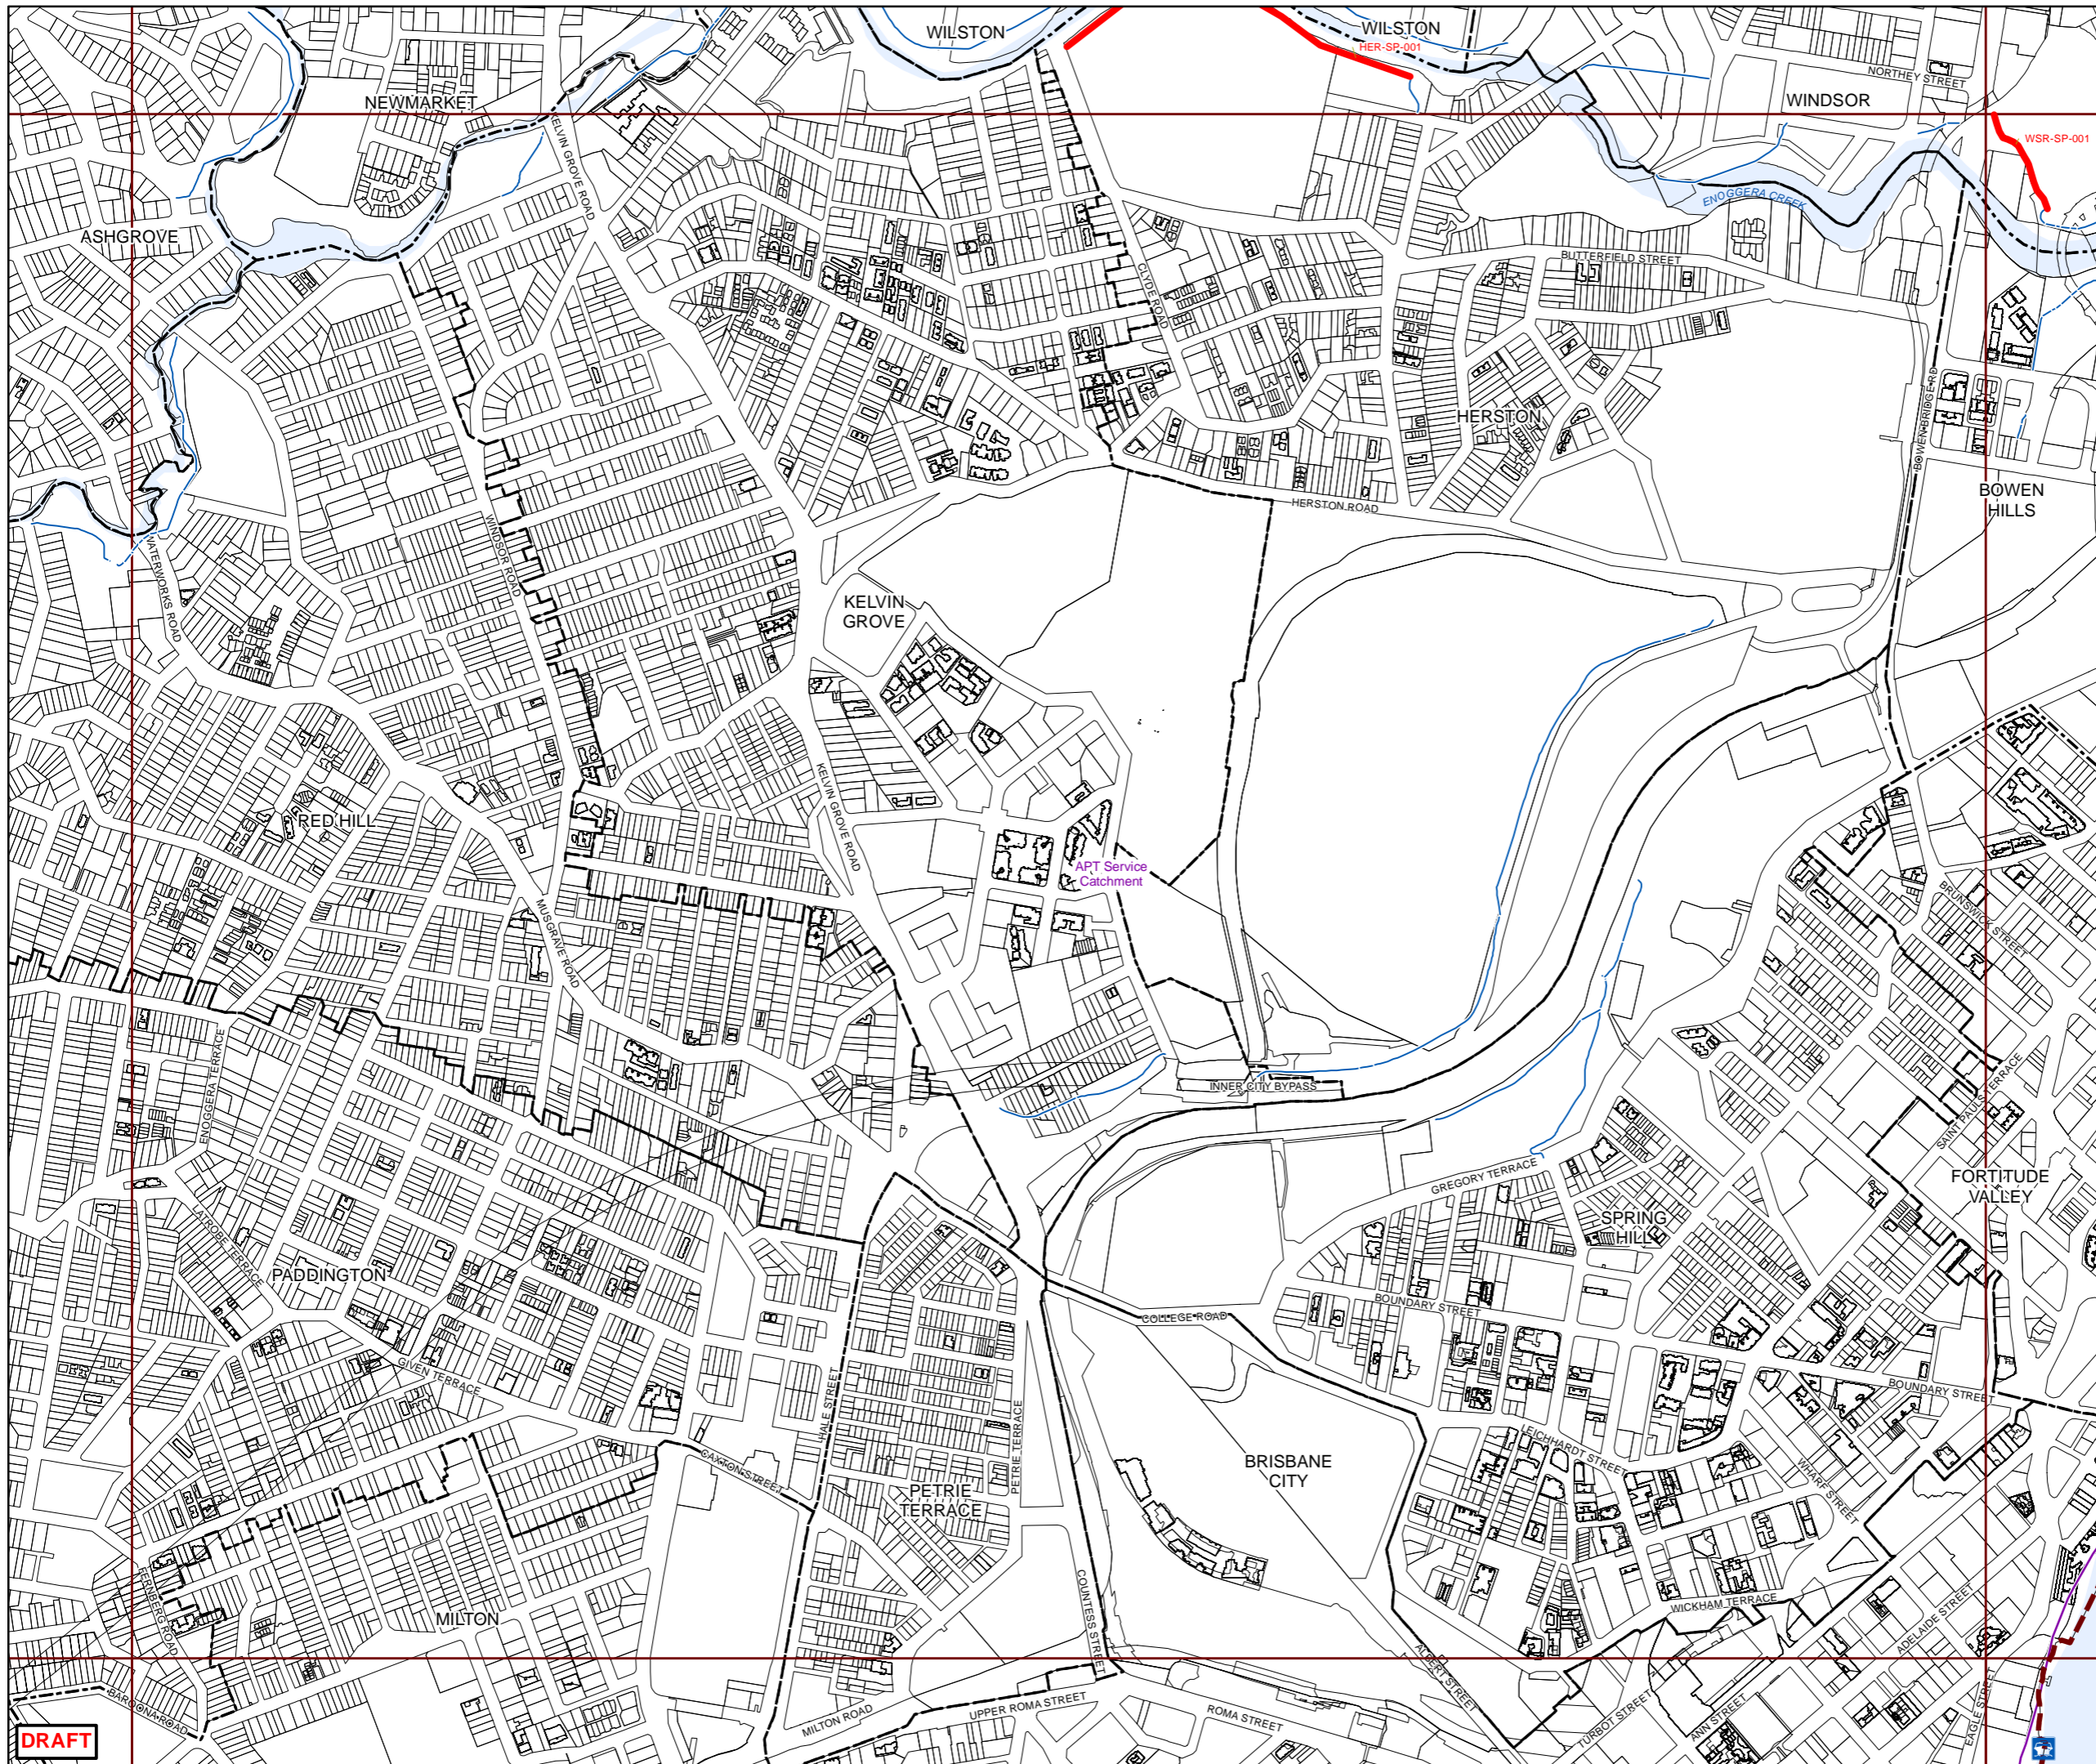 WILSTON
WILSTON
HER-SP-001
NORTHEY STREET
NEWMARKET
WINDSOR
KELVIN GROVE ROAD
WSR-SP-001
ENOGGERA CREEK
ASHGROVE
BUTTERFIELD STREET
CLYDE ROAD
BOWEN BRIDGE RD
HERSTON
BOWEN
HILLS
HERSTON ROAD
WINDSOR ROAD
WATERWORKS ROAD
KELVIN
GROVE
KELVIN GROVE ROAD
RED HILL
APT Service
Catchment
BRUNSWICK STREET
MUSGRAVE ROAD
ENOGGERA TERRACE
INNER CITY BYPASS
SAINT PAULS TERRACE
GREGORY TERRACE
FORTITUDE
VALLEY
LATROBE TERRACE
SPRING
HILL
PADDINGTON
BOUNDARY STREET
COLLEGE ROAD
GIVEN TERRACE
HALE STREET
BOUNDARY STREET
PETRIE TERRACE
LEICHHARDT STREET
CAXTON STREET
BRISBANE
CITY
WHARF STREET
PETRIE
TERRACE
FERNBERG ROAD
COUNTESS STREET
MILTON
WICKHAM TERRACE
ADELAIDE STREET
ALBERT STREET
EAGLE STREET
BAROONA ROAD
MILTON ROAD
UPPER ROMA STREET
ROMA STREET
TURBOT STREET
ANN STREET
DRAFT